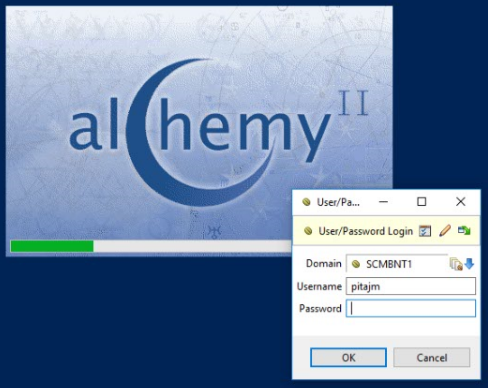 alchemy II
User/Pa...
User/Password Login
Domain SCMBNT1
Username pitajm
Password
OK Cancel